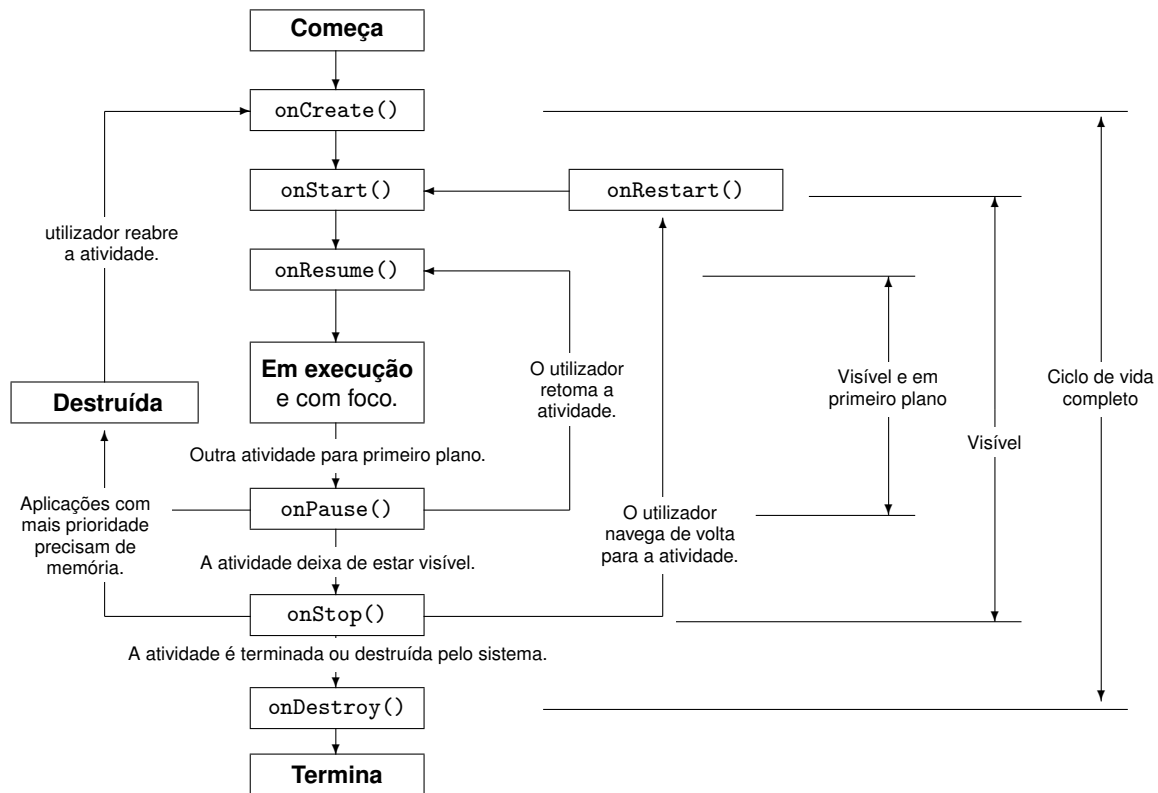 Começa
onCreate()
onStart()
onRestart()
utilizador reabre
a atividade.
onResume()
Em execução
e com foco.
O utilizador
retoma a
atividade.
Visível e em
primeiro plano
Ciclo de vida
completo
Destruída
Visível
Outra atividade para primeiro plano.
Aplicações com
mais prioridade
precisam de
memória.
onPause()
O utilizador
navega de volta
para a atividade.
A atividade deixa de estar visível.
onStop()
A atividade é terminada ou destruída pelo sistema.
onDestroy()
Termina